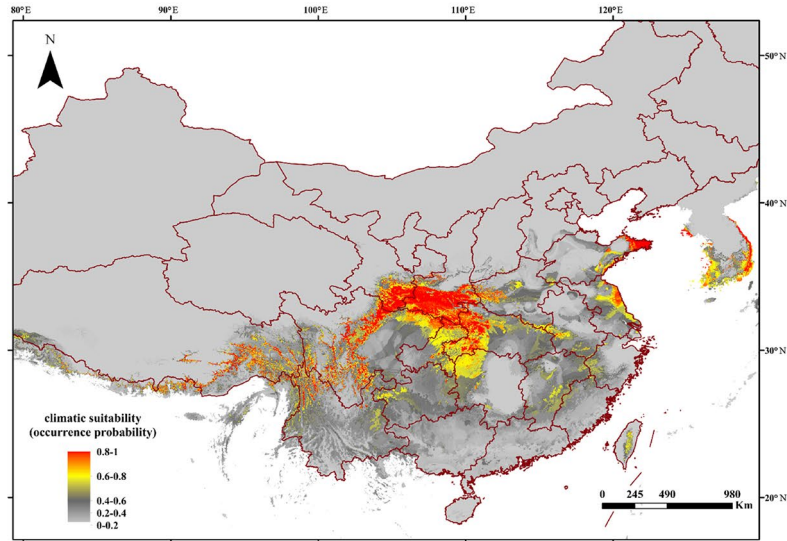 80°E 90°E 100°E 110°E 120°E
N
50°N
40°N
30°N
20°N
climatic suitability
(occurrence probability)
0.8-1
0.6-0.8
0.4-0.6
0.2-0.4
0-0.2
0 245 490 980
Km